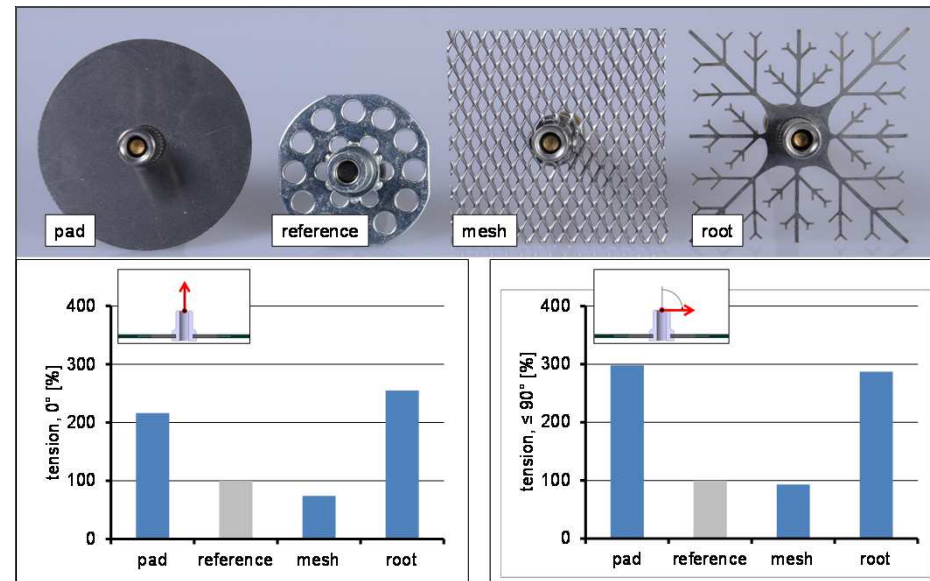 pad
reference
mesh
root
400
300
200
100
0
tension, 0° [%]
pad reference mesh root
400
300
200
100
0
tension, ≤ 90° [%]
pad reference mesh root